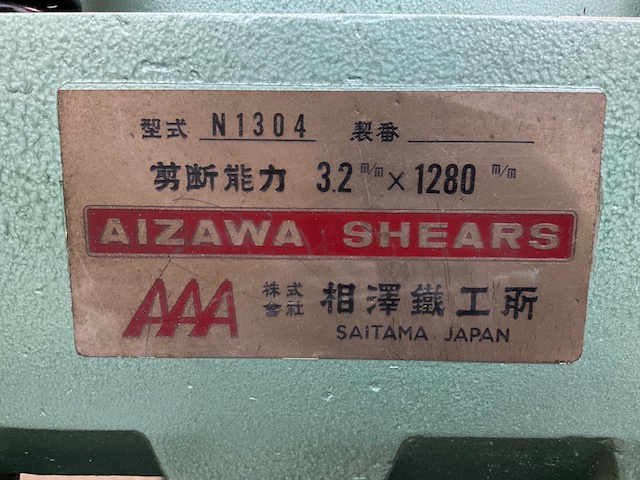 型式 N1304 製番
剪断能力 3.2 m/m × 1280 m/m
AIZAWA SHEARS
AAA 株式會社 相澤鐵工所
SAITAMA JAPAN